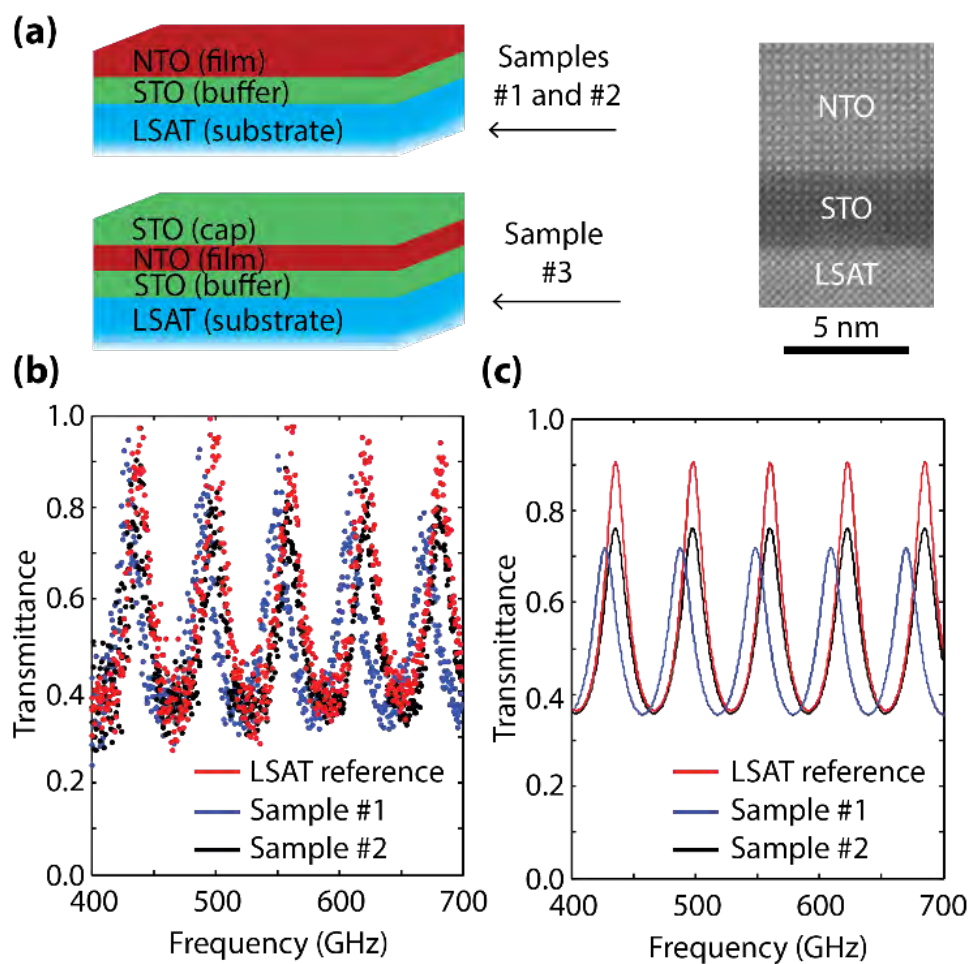 (a)
NTO (film)
STO (buffer)
LSAT (substrate)
Samples
#1 and #2
STO (cap)
NTO (film)
STO (buffer)
LSAT (substrate)
Sample
#3
NTO
STO
LSAT
5 nm
(b)
Transmittance
1.0
0.8
0.6
0.4
0.2
0.0
LSAT reference
Sample #1
Sample #2
400 500 600 700
Frequency (GHz)
(c)
Transmittance
1.0
0.8
0.6
0.4
0.2
0.0
LSAT reference
Sample #1
Sample #2
400 500 600 700
Frequency (GHz)